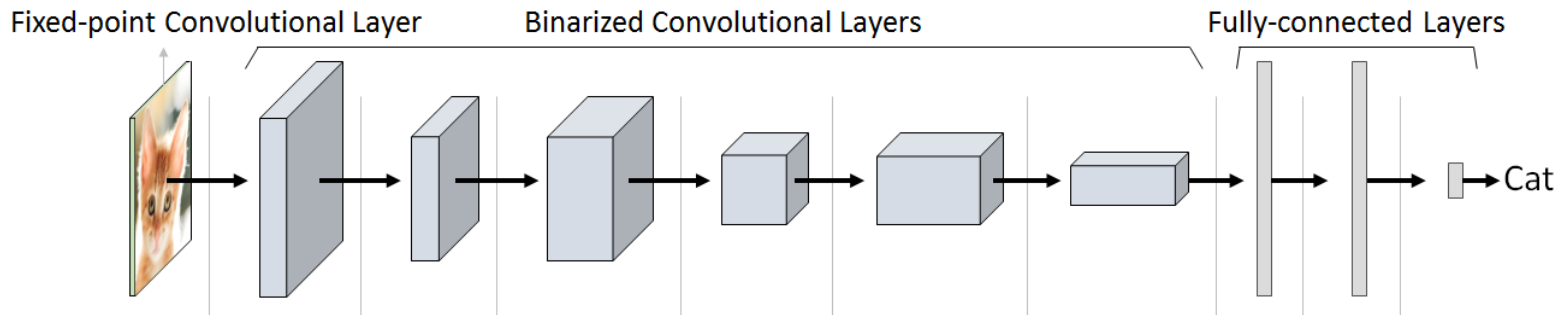 Fixed-point Convolutional Layer
Binarized Convolutional Layers
Fully-connected Layers
Cat